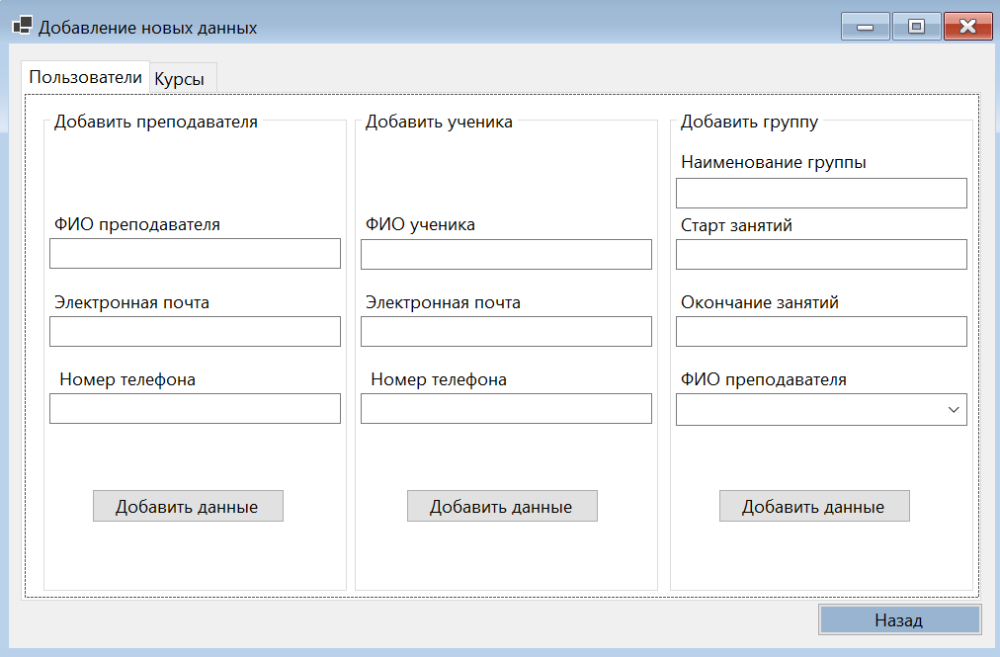 Добавление новых данных
Пользователи
Курсы
Добавить преподавателя
ФИО преподавателя
Электронная почта
Номер телефона
Добавить данные
Добавить ученика
ФИО ученика
Электронная почта
Номер телефона
Добавить данные
Добавить группу
Наименование группы
Старт занятий
Окончание занятий
ФИО преподавателя
Добавить данные
Назад